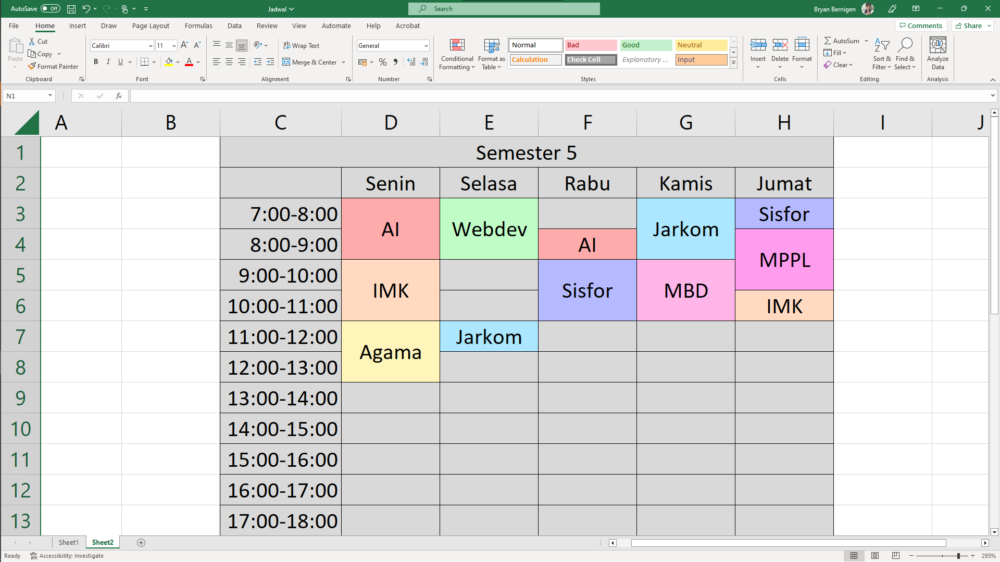 AutoSave Off Jadwal Search Bryan Bernigen
File Home Insert Draw Page Layout Formulas Data Review View Automate Help Acrobat Comments Share
Paste Cut Copy Format Painter Clipboard
Calibri 11 B I U A A A Font
Wrap Text Merge & Center Alignment
General % Number
Conditional Formatting Format as Table
Normal Bad Good Neutral
Calculation Check Cell Explanatory ... Input
Styles
Insert Delete Format Cells
AutoSum Fill Clear Sort & Filter Find & Select Editing
Analyze Data Analysis
N1 fx
A B C D E F G H I J
1 Semester 5
2 Senin Selasa Rabu Kamis Jumat
3 7:00-8:00 AI Webdev Jarkom Sisfor
4 8:00-9:00 AI MPPL
5 9:00-10:00 IMK Sisfor MBD
6 10:00-11:00 IMK
7 11:00-12:00 Agama Jarkom
8 12:00-13:00
9 13:00-14:00
10 14:00-15:00
11 15:00-16:00
12 16:00-17:00
13 17:00-18:00
Sheet1 Sheet2
Ready Accessibility: Investigate 295%